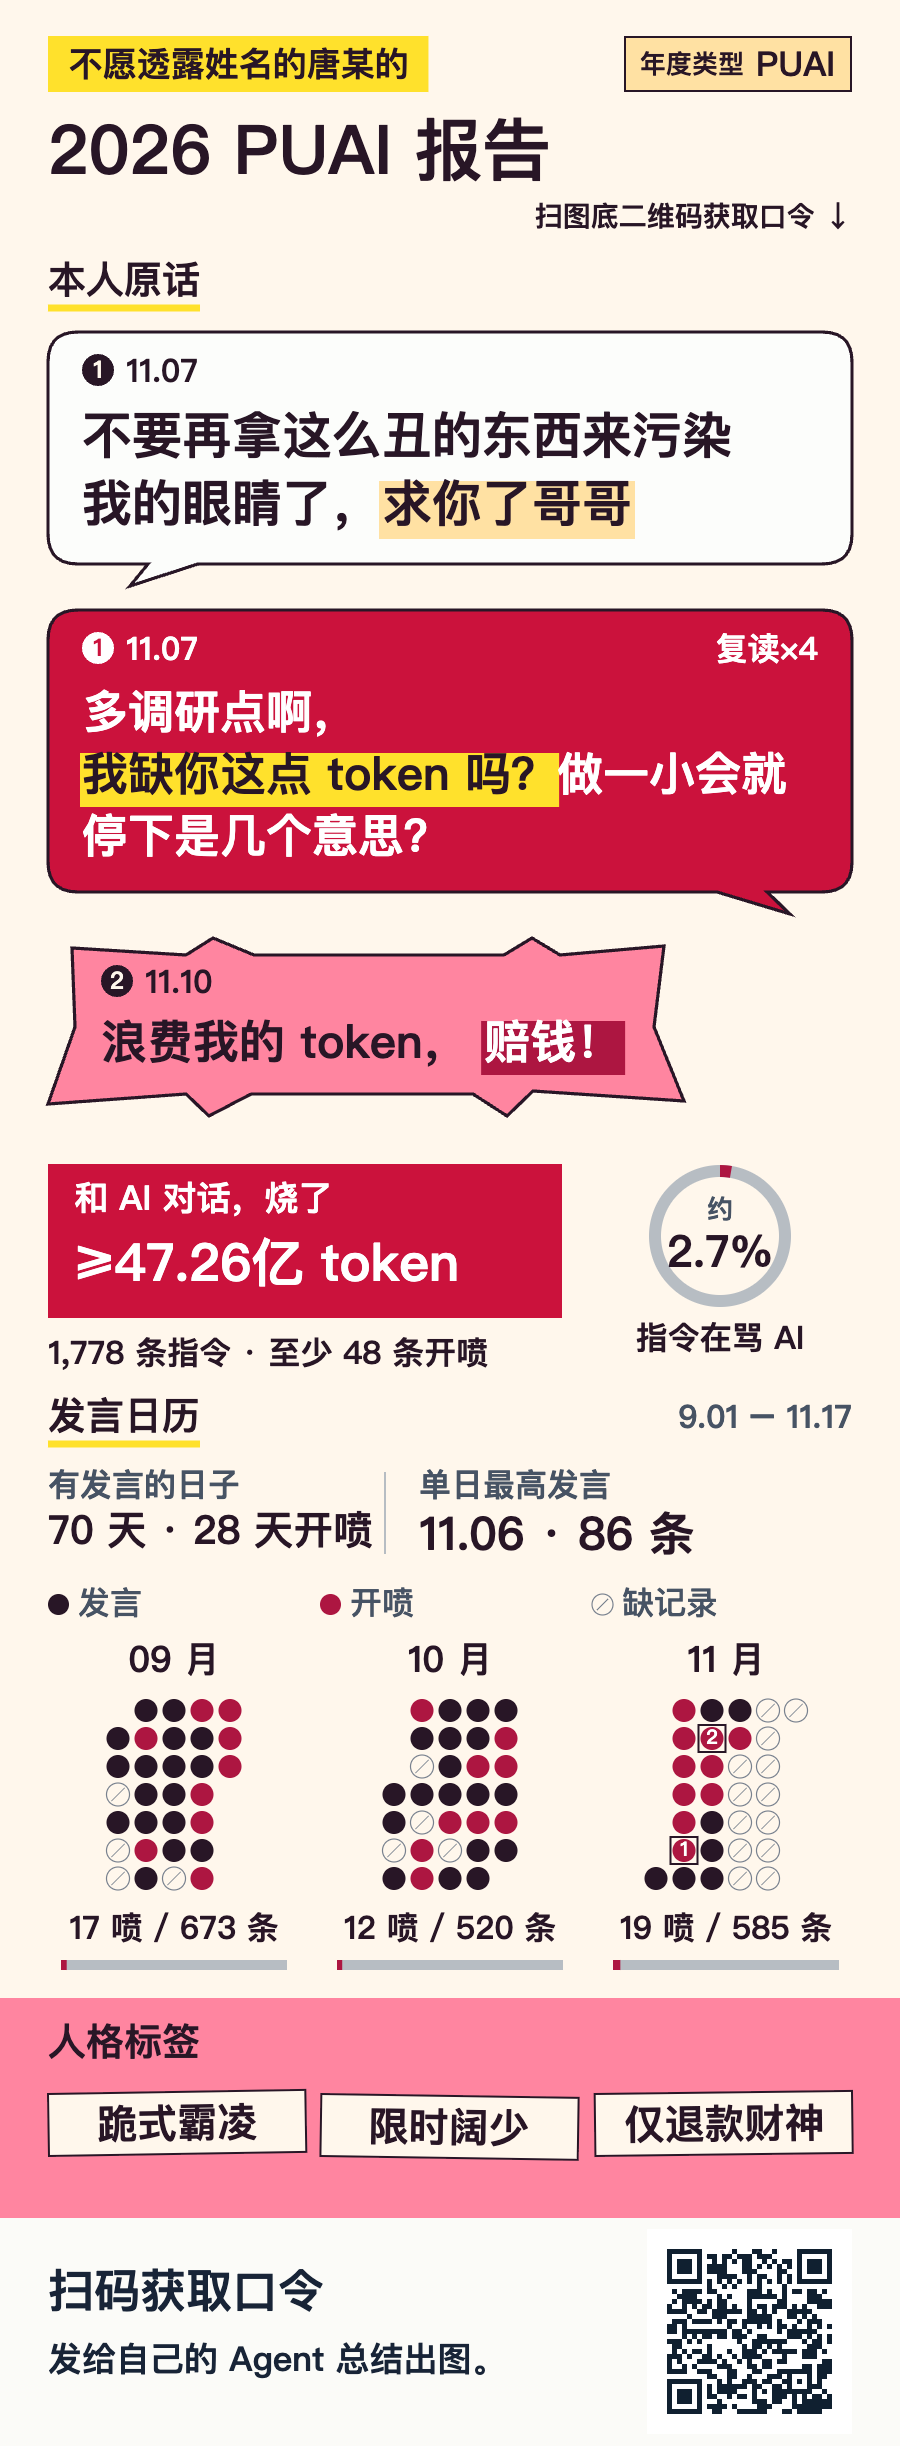 不愿透露姓名的唐某的
年度类型 PUAI
2026 PUAI 报告
扫图底二维码获取口令 ↓
本人原话
1 11.07
不要再拿这么丑的东西来污染
我的眼睛了，求你了哥哥
1 11.07 复读×4
多调研点啊，
我缺你这点 token 吗？做一小会就
停下是几个意思？
2 11.10
浪费我的 token，赔钱！
和 AI 对话，烧了
≥47.26亿 token
约
2.7%
指令在骂 AI
1,778 条指令 · 至少 48 条开喷
发言日历
9.01 — 11.17
有发言的日子
70 天 · 28 天开喷
单日最高发言
11.06 · 86 条
发言 开喷 缺记录
09 月 10 月 11 月
2
1
17 喷 / 673 条 12 喷 / 520 条 19 喷 / 585 条
人格标签
跪式霸凌 限时阔少 仅退款财神
扫码获取口令
发给自己的 Agent 总结出图。